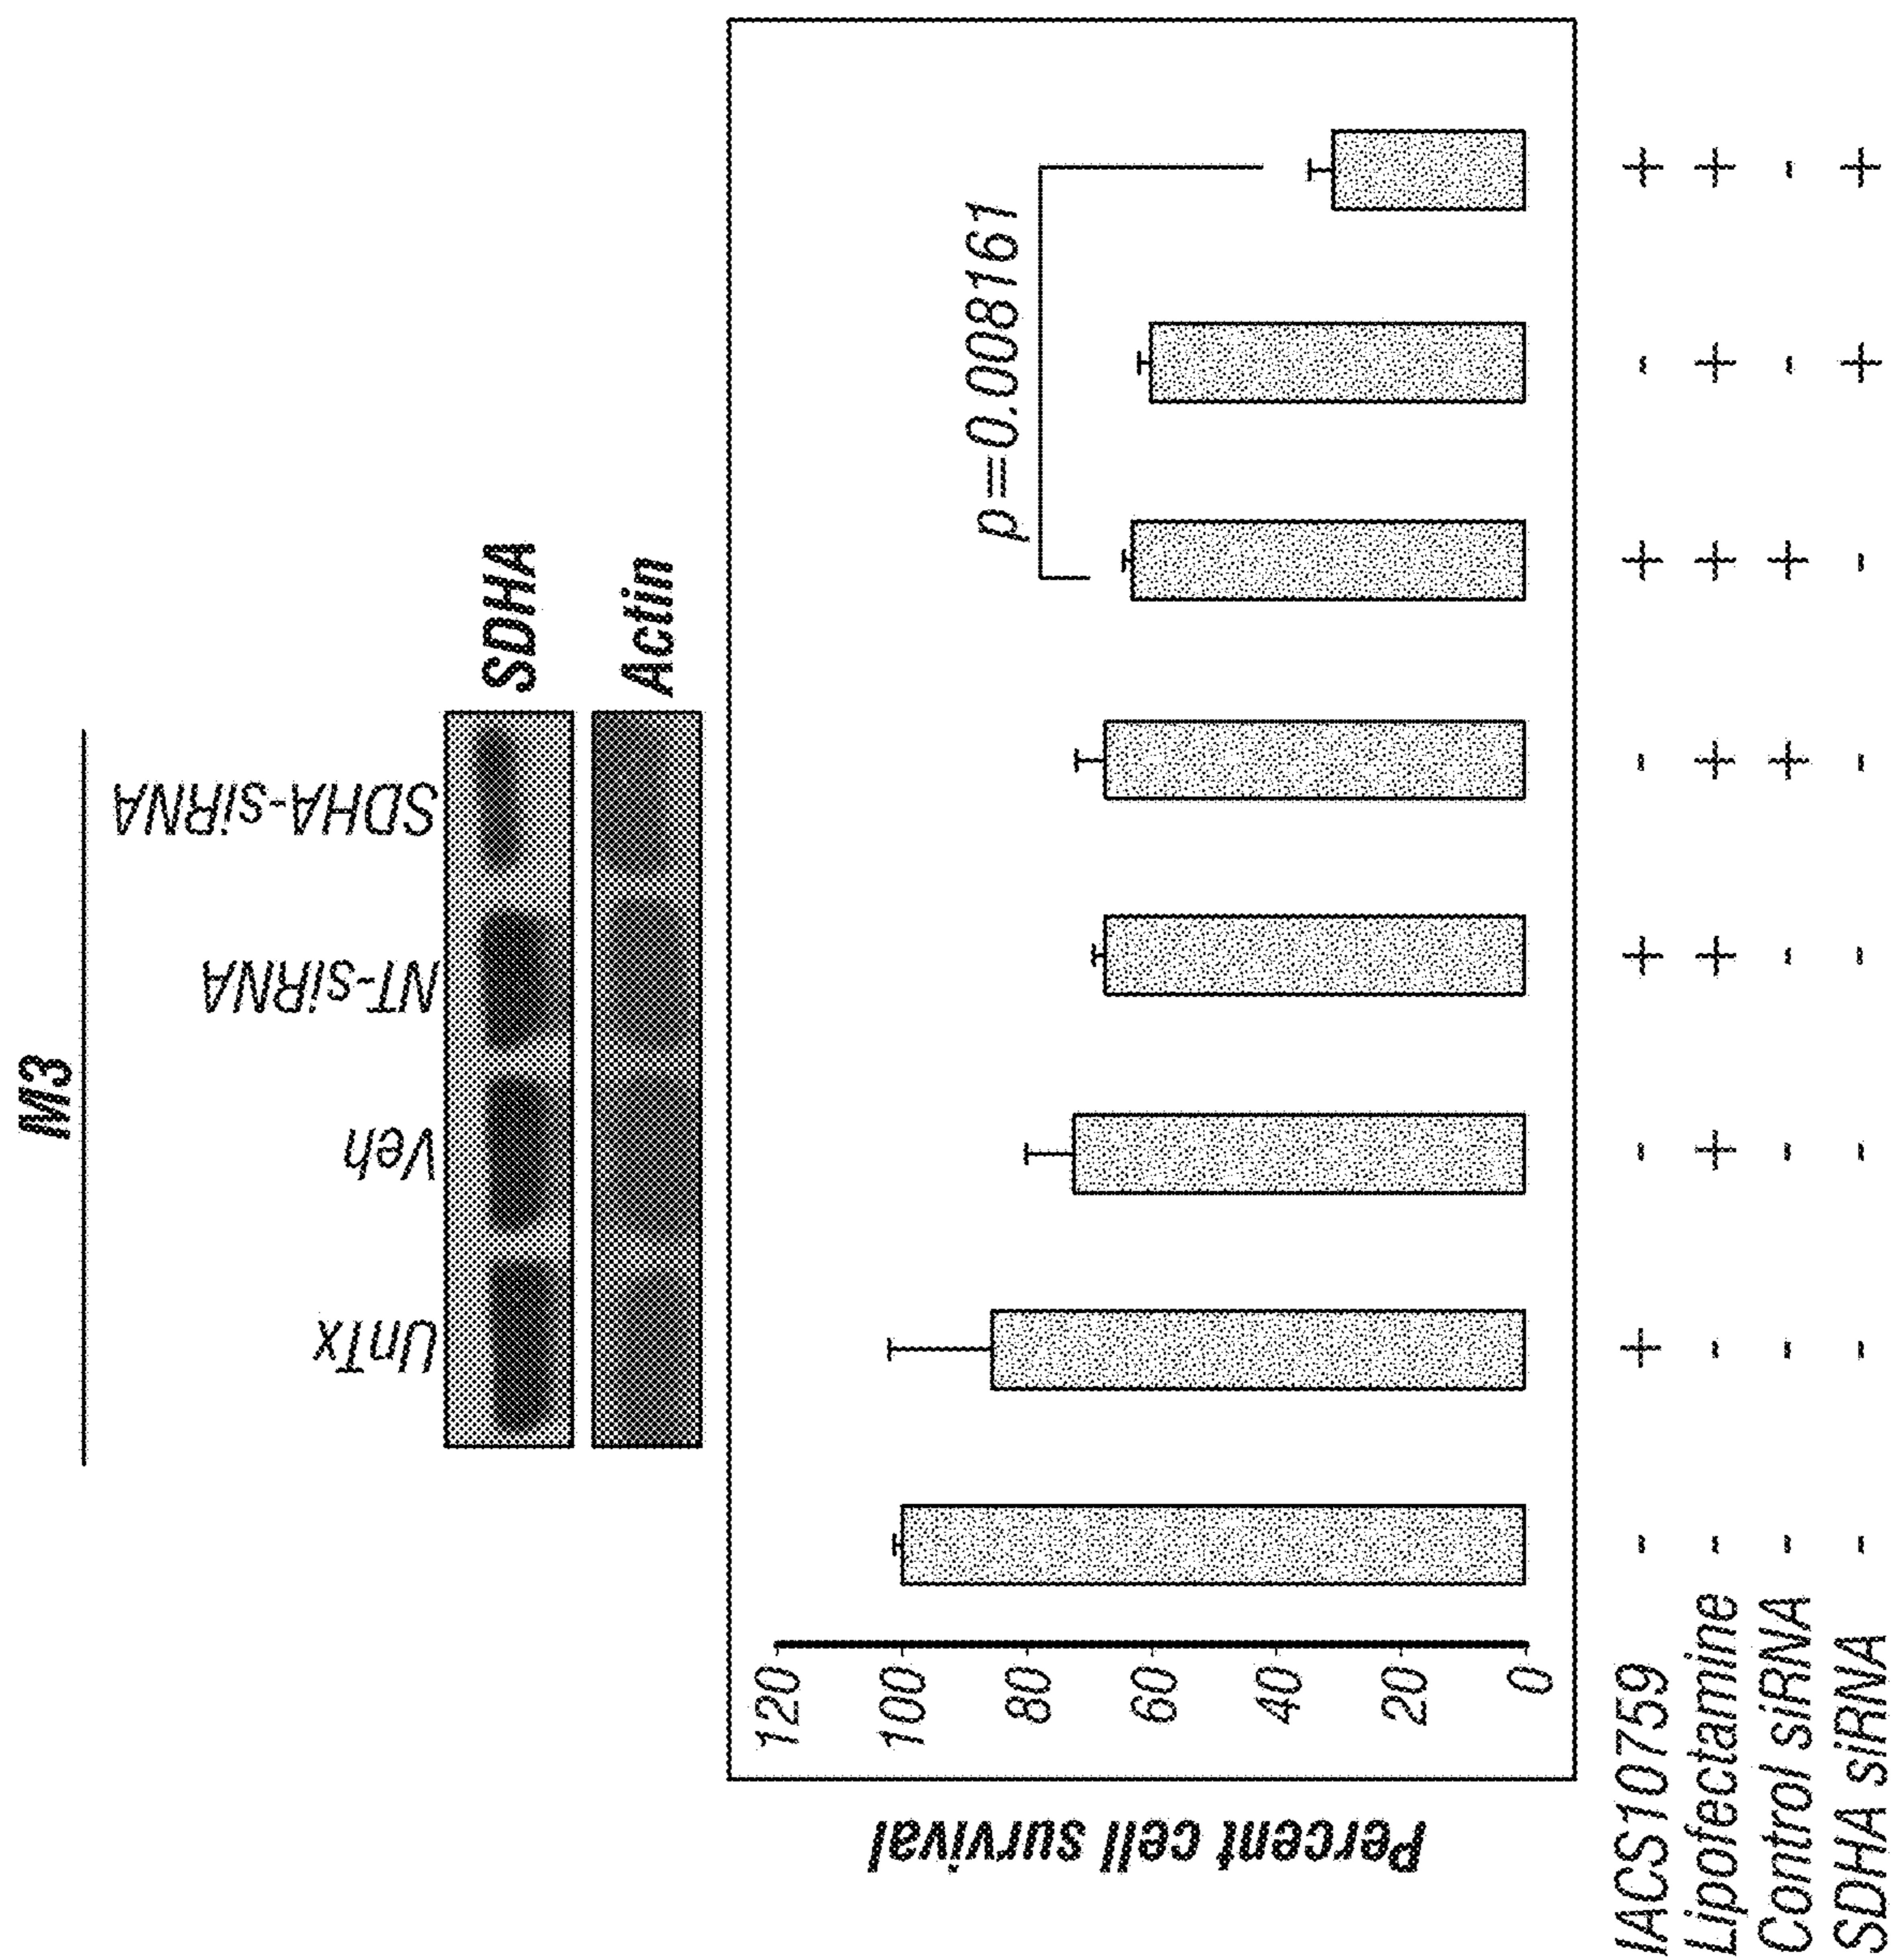 IM3
UnTx Veh NT-siRNA SDHA-siRNA
SDHA
Actin
Percent cell survival
120
100
80
60
40
20
0
p=0.008161
IACS10759 - + - + - + - +
Lipofectamine - - + + + + + +
Control siRNA - - - - + + - -
SDHA siRNA - - - - - - + +